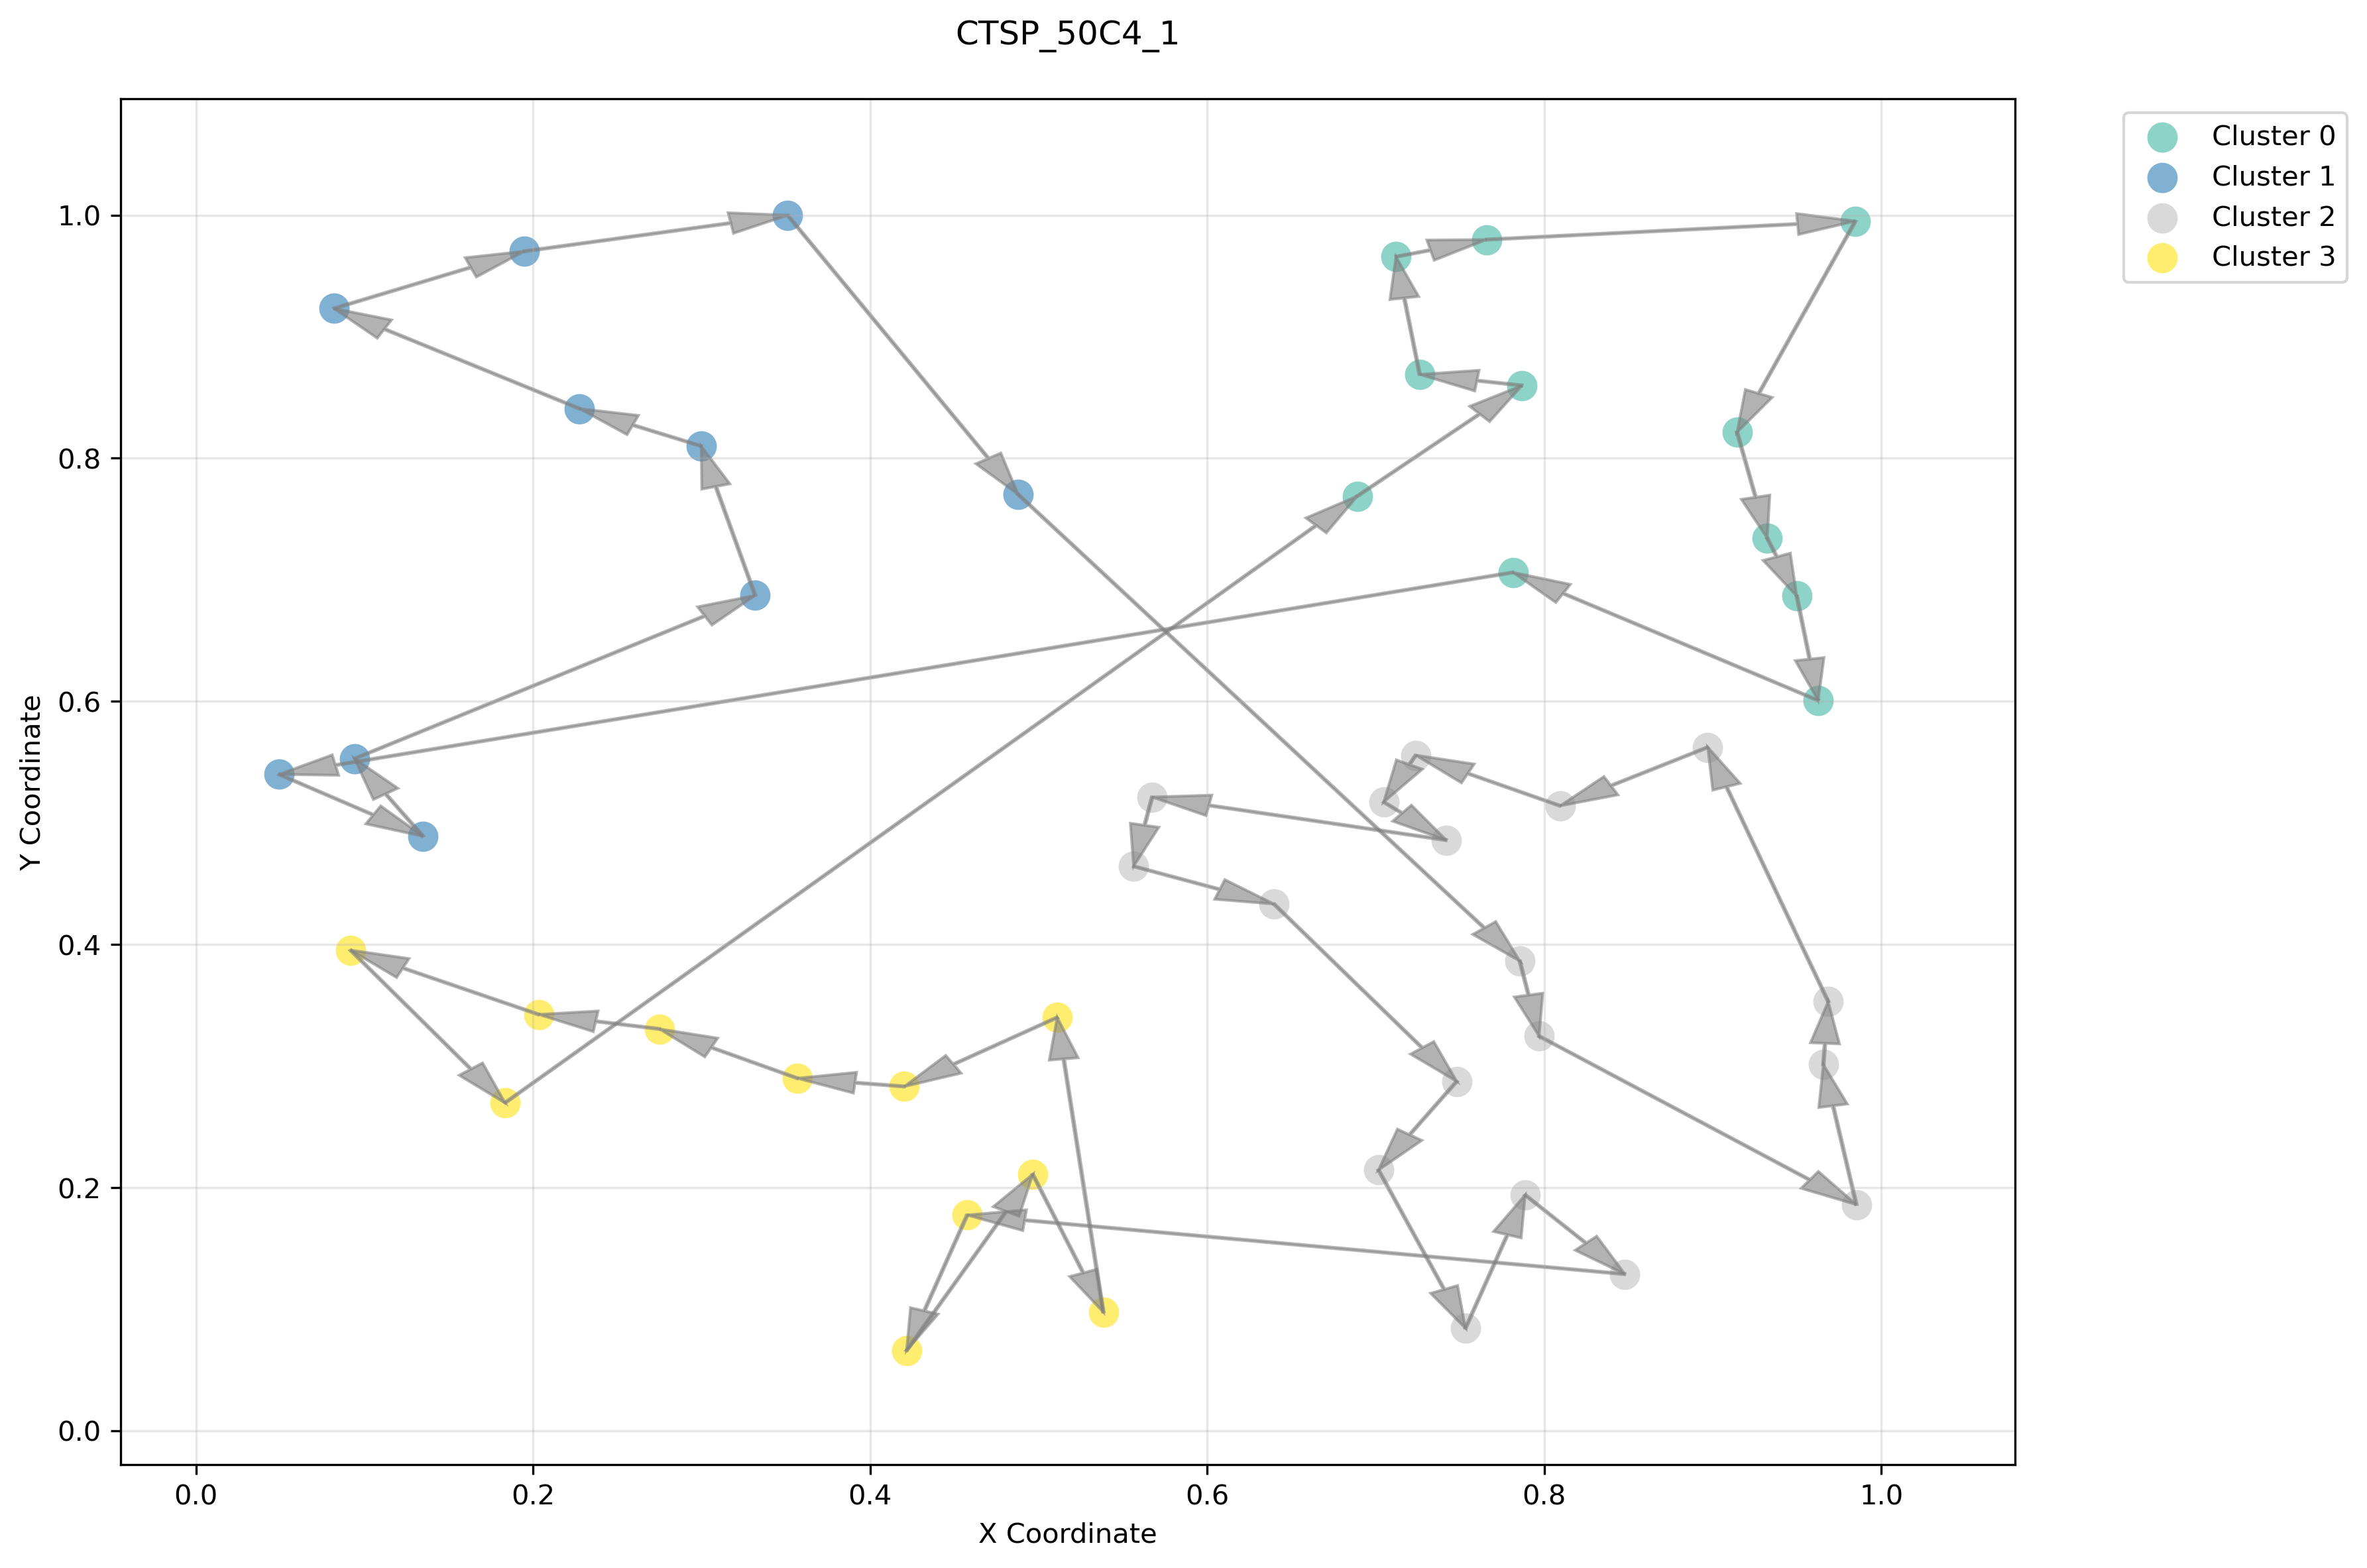 CTSP_50C4_1
Cluster 0
Cluster 1
Cluster 2
Cluster 3
1.0
0.8
0.6
0.4
0.2
0.0
Y Coordinate
0.0 0.2 0.4 0.6 0.8 1.0
X Coordinate